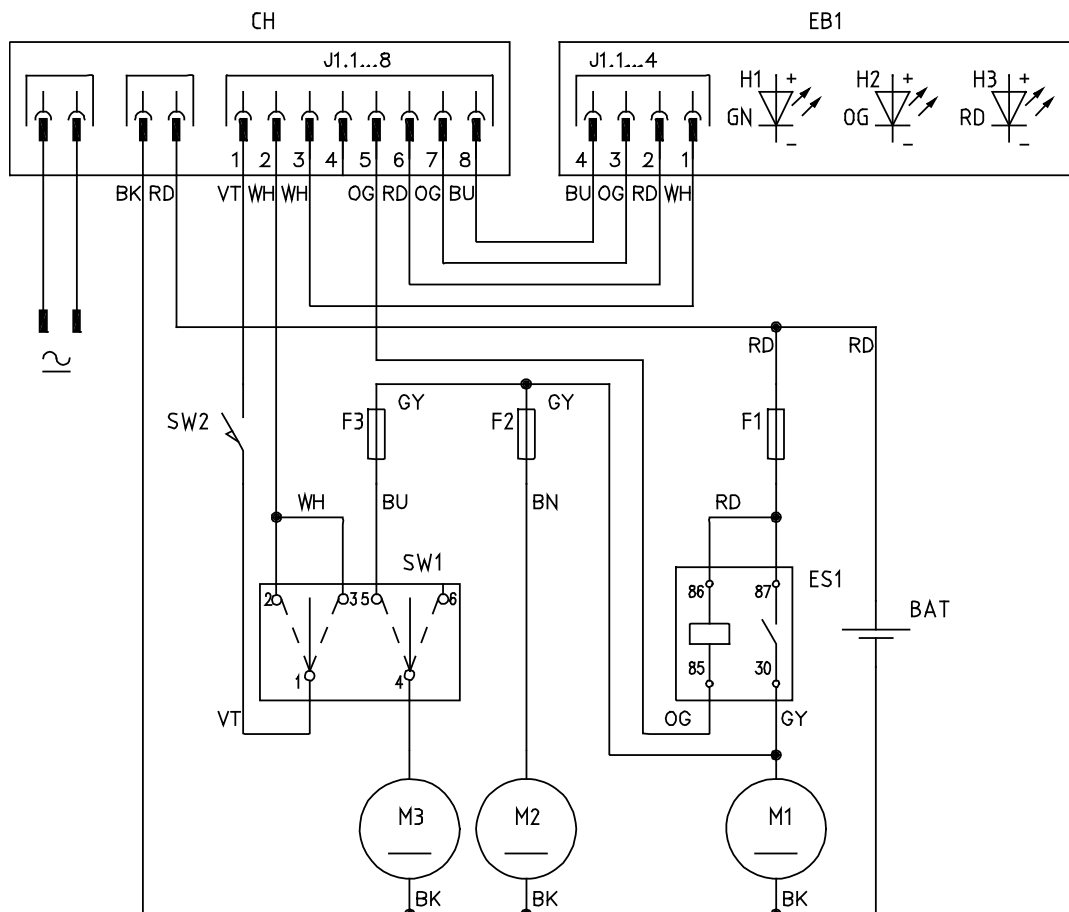 CH EB1
J1.1...8 J1.1...4 H1 + H2 + H3 +
GN OG RD
- - -
1 2 3 4 5 6 7 8 4 3 2 1
BK RD VT WH WH OG RD OG BU BU OG RD WH
RD RD
GY GY
SW2 F3 F2 F1
WH BU BN RD
SW1 ES1
2 3 5 6 86 87 BAT
1 4 85 30
VT OG GY
M3 M2 M1
BK BK BK